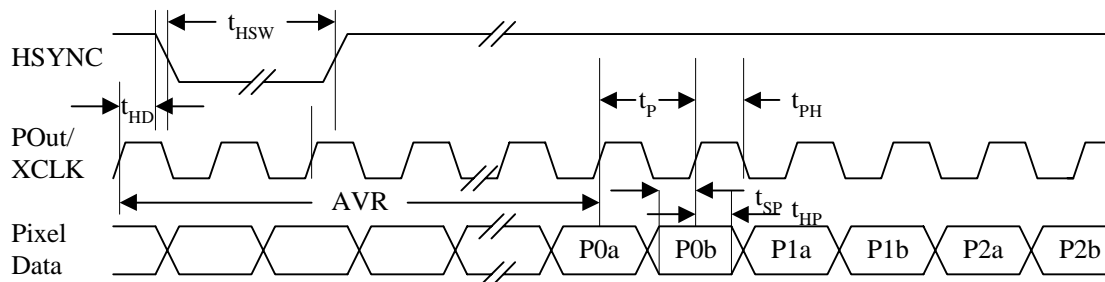 t_HSW
HSYNC
t_HD
t_P
t_PH
POut/
XCLK
AVR
t_SP
t_HP
Pixel
Data
P0a
P0b
P1a
P1b
P2a
P2b